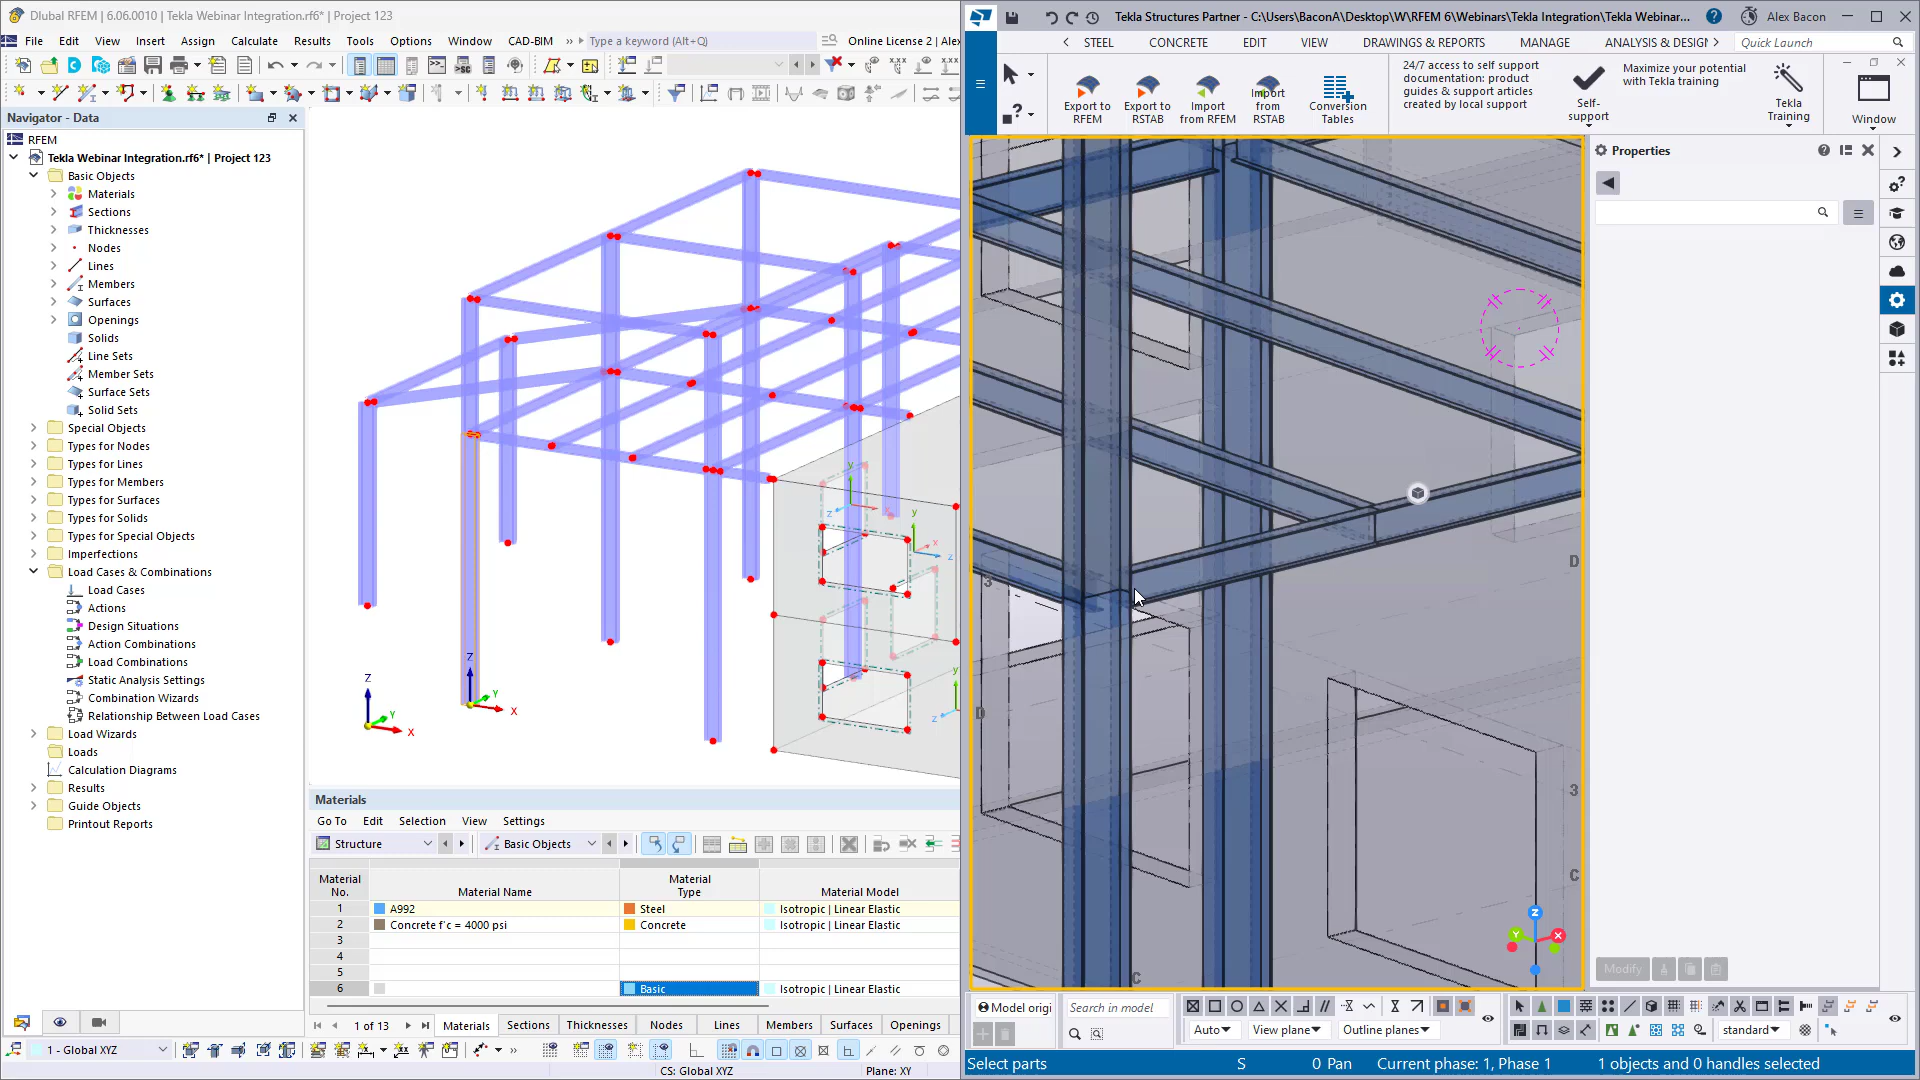 Dlubal RFEM | 6.06.0010 | Tekla Webinar Integration.rf6* | Project 123
File Edit View Insert Assign Calculate Results Tools Options Window CAD-BIM » Type a keyword (Alt+Q) Online License 2 | Alex
Navigator - Data
RFEM
Tekla Webinar Integration.rf6* | Project 123
Basic Objects
Materials
Sections
Thicknesses
Nodes
Lines
Members
Surfaces
Openings
Solids
Line Sets
Member Sets
Surface Sets
Solid Sets
Special Objects
Types for Nodes
Types for Lines
Types for Members
Types for Surfaces
Types for Solids
Types for Special Objects
Imperfections
Load Cases & Combinations
Load Cases
Actions
Design Situations
Action Combinations
Load Combinations
Static Analysis Settings
Combination Wizards
Relationship Between Load Cases
Load Wizards
Loads
Calculation Diagrams
Results
Guide Objects
Printout Reports
1 - Global XYZ
Z
Y
X
Z
Y
X
Materials
Go To Edit Selection View Settings
Structure Basic Objects
Material No. Material Name Material Type Material Model
1 A992 Steel Isotropic | Linear Elastic
2 Concrete f'c = 4000 psi Concrete Isotropic | Linear Elastic
3
4
5
6 Basic Isotropic | Linear Elastic
1 of 13 Materials Sections Thicknesses Nodes Lines Members Surfaces Openings
CS: Global XYZ Plane: XY
Tekla Structures Partner - C:\Users\BaconA\Desktop\W\RFEM 6\Webinars\Tekla Integration\Tekla Webinar... Alex Bacon
STEEL CONCRETE EDIT VIEW DRAWINGS & REPORTS MANAGE ANALYSIS & DESIGN Quick Launch
Export to RFEM
Export to RSTAB
Import from RFEM
Import from RSTAB
Conversion Tables
24/7 access to self support
documentation: product
guides & support articles
created by local support
Self-support
Maximize your potential
with Tekla training
Tekla Training
Window
Properties
Modify
3
D
D
3
C
C
Z
Y
X
Model origi Search in model
Auto View plane Outline planes standard
Select parts S 0 Pan Current phase: 1, Phase 1 1 objects and 0 handles selected